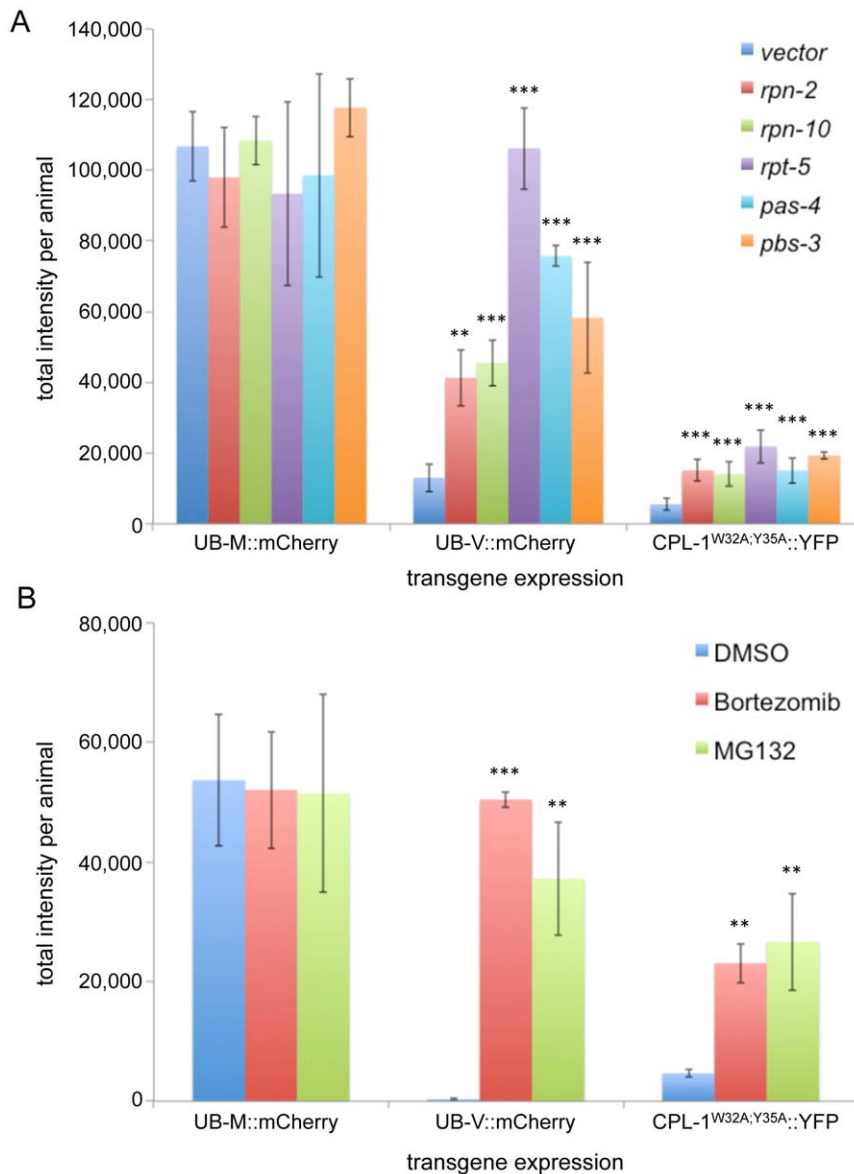 A
total intensity per animal
140,000
120,000
100,000
80,000
60,000
40,000
20,000
0
vector
rpn-2
rpn-10
rpt-5
pas-4
pbs-3
**
***
***
***
***
***
***
***
***
***
UB-M::mCherry
UB-V::mCherry
CPL-1W32A;Y35A::YFP
transgene expression
B
total intensity per animal
80,000
60,000
40,000
20,000
0
DMSO
Bortezomib
MG132
***
**
**
**
UB-M::mCherry
UB-V::mCherry
CPL-1W32A;Y35A::YFP
transgene expression